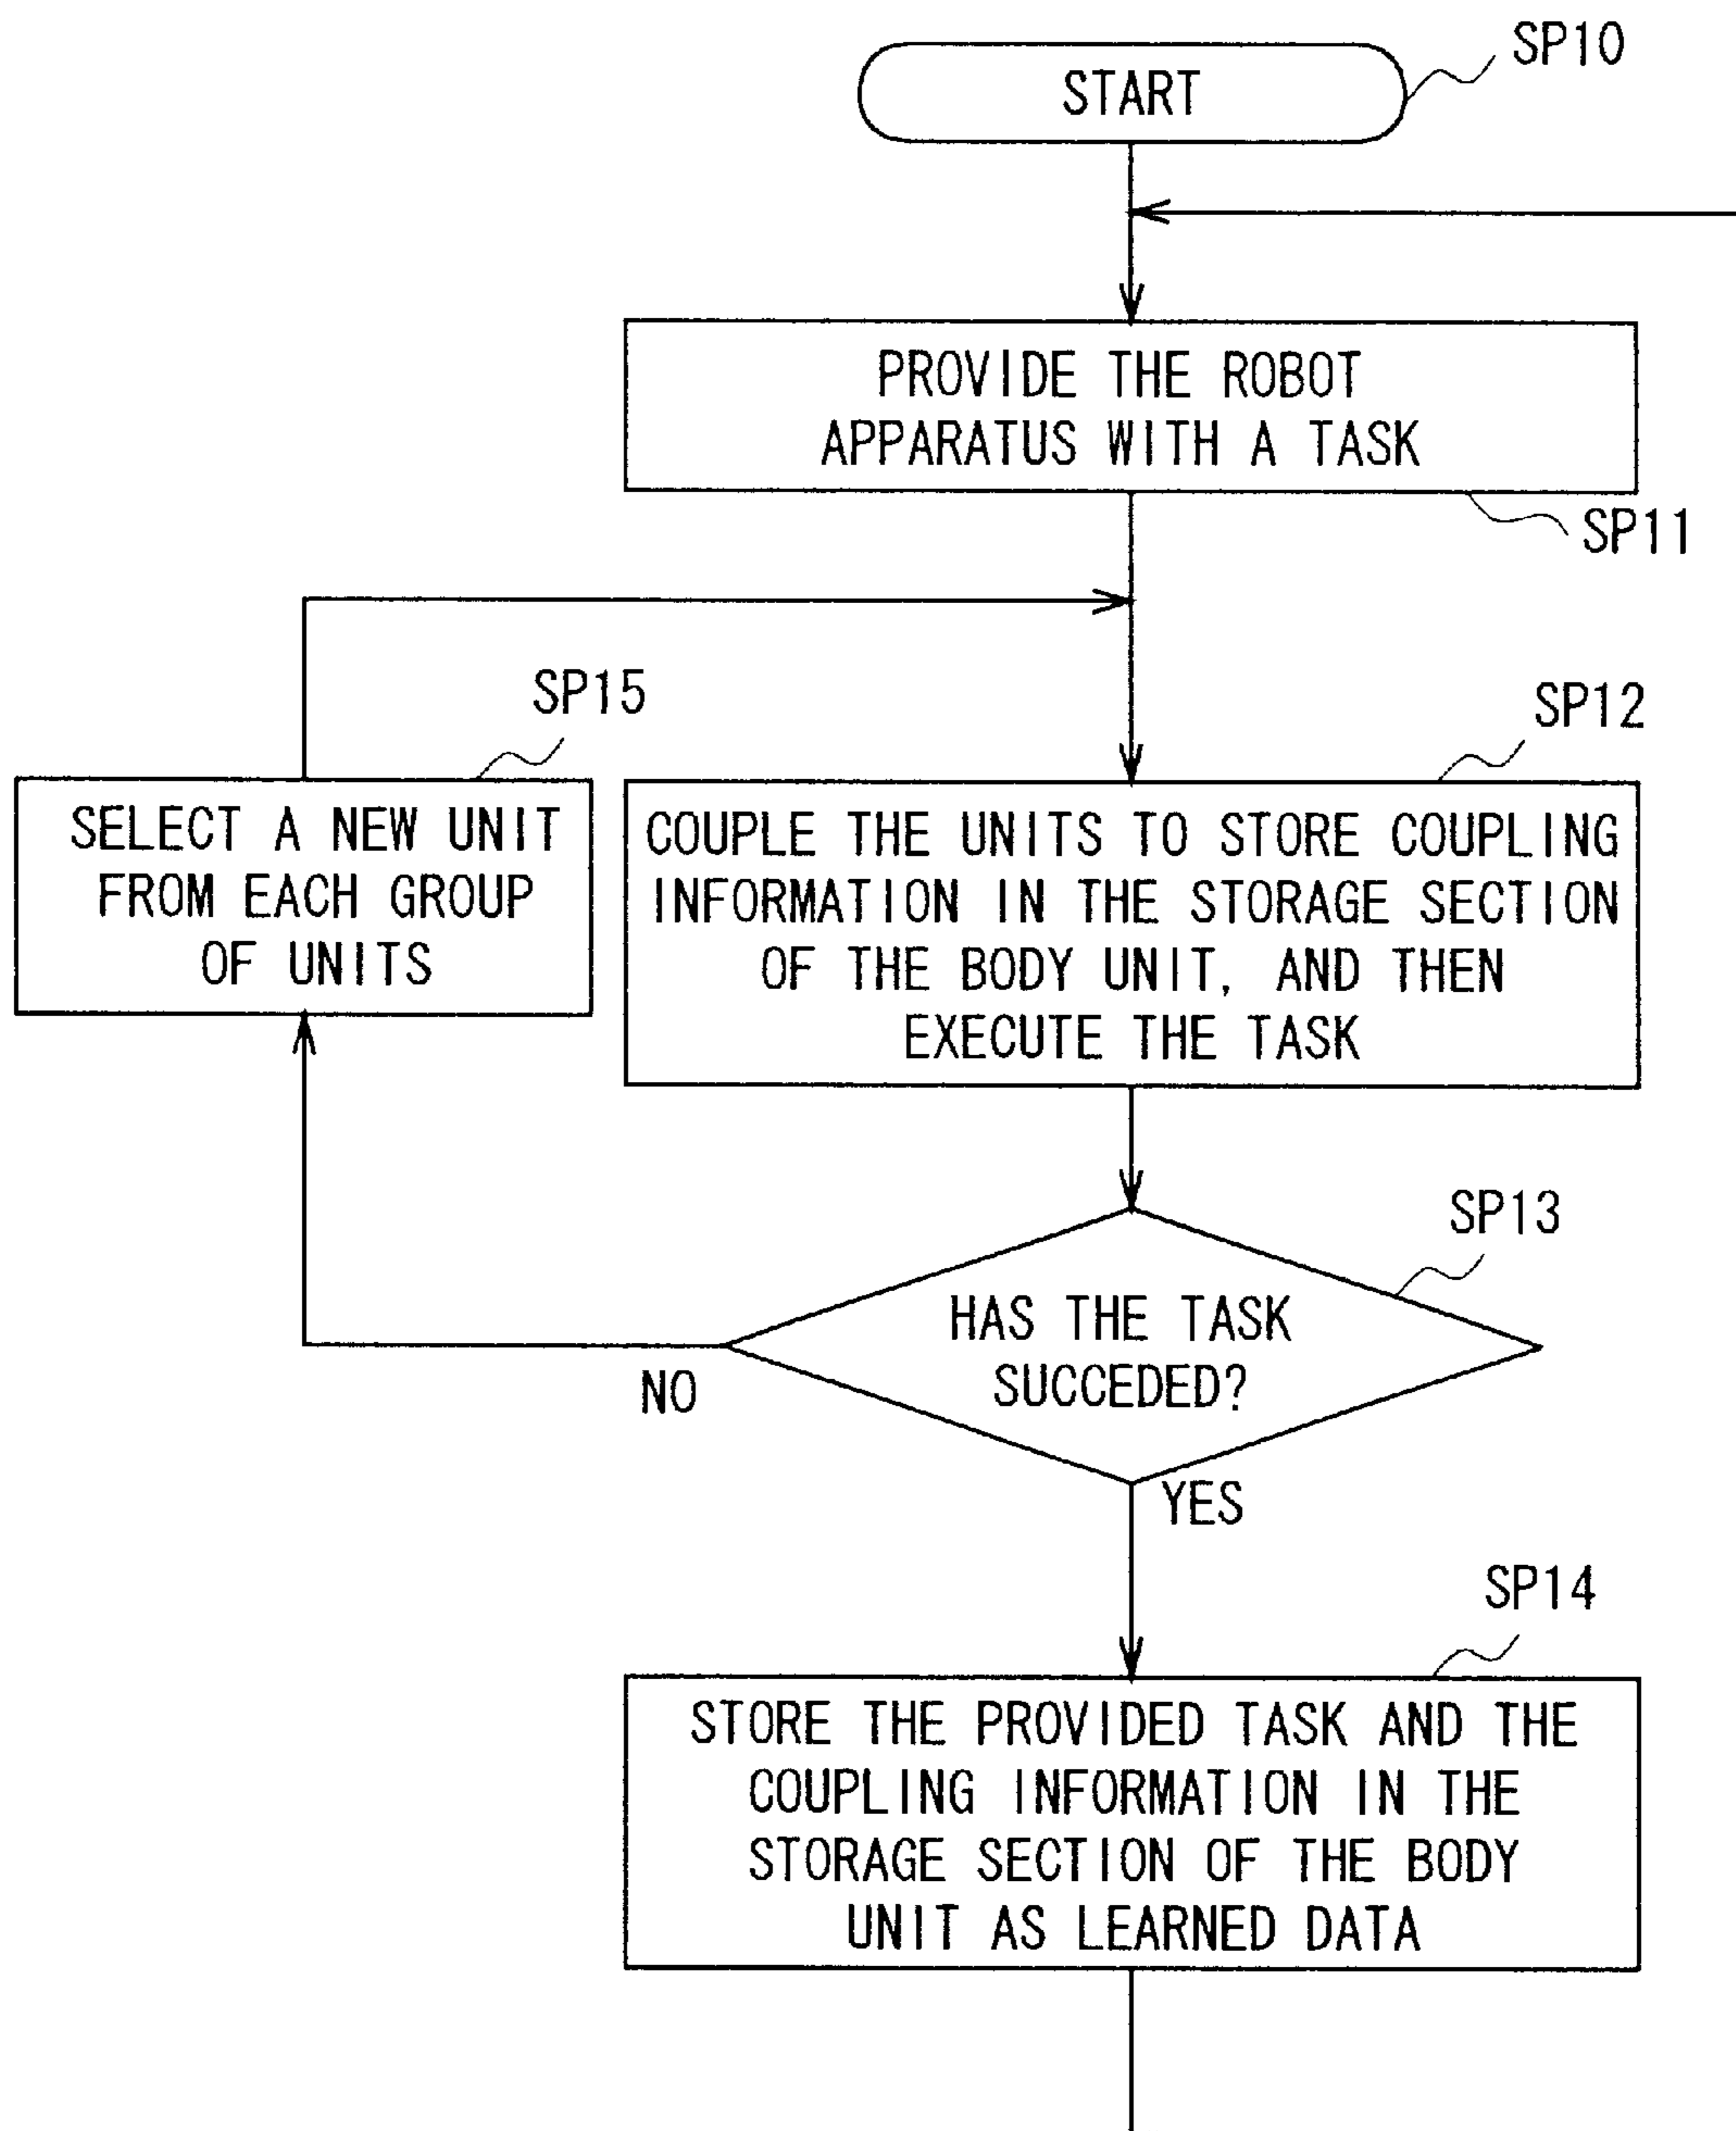 START
SP10
PROVIDE THE ROBOT
APPARATUS WITH A TASK
SP11
SP15
SELECT A NEW UNIT
FROM EACH GROUP
OF UNITS
SP12
COUPLE THE UNITS TO STORE COUPLING
INFORMATION IN THE STORAGE SECTION
OF THE BODY UNIT, AND THEN
EXECUTE THE TASK
SP13
HAS THE TASK
SUCCEDED?
NO
YES
SP14
STORE THE PROVIDED TASK AND THE
COUPLING INFORMATION IN THE
STORAGE SECTION OF THE BODY
UNIT AS LEARNED DATA